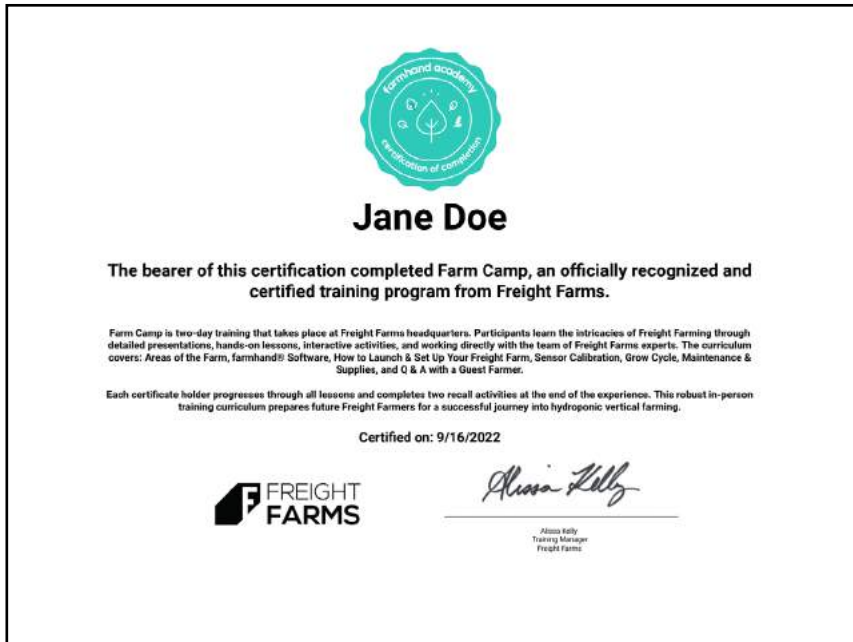 farmhand academy
certification of completion
Jane Doe
The bearer of this certification completed Farm Camp, an officially recognized and
certified training program from Freight Farms.
Farm Camp is two-day training that takes place at Freight Farms headquarters. Participants learn the intricacies of Freight Farming through
detailed presentations, hands-on lessons, interactive activities, and working directly with the team of Freight Farms experts. The curriculum
covers: Areas of the Farm, farmhand® Software, How to Launch & Set Up Your Freight Farm, Sensor Calibration, Grow Cycle, Maintenance &
Supplies, and Q & A with a Guest Farmer.
Each certificate holder progresses through all lessons and completes two recall activities at the end of the experience. This robust in-person
training curriculum prepares future Freight Farmers for a successful journey into hydroponic vertical farming.
Certified on: 9/16/2022
FREIGHT
FARMS
Alissa Kelly
Alissa Kelly
Training Manager
Freight Farms